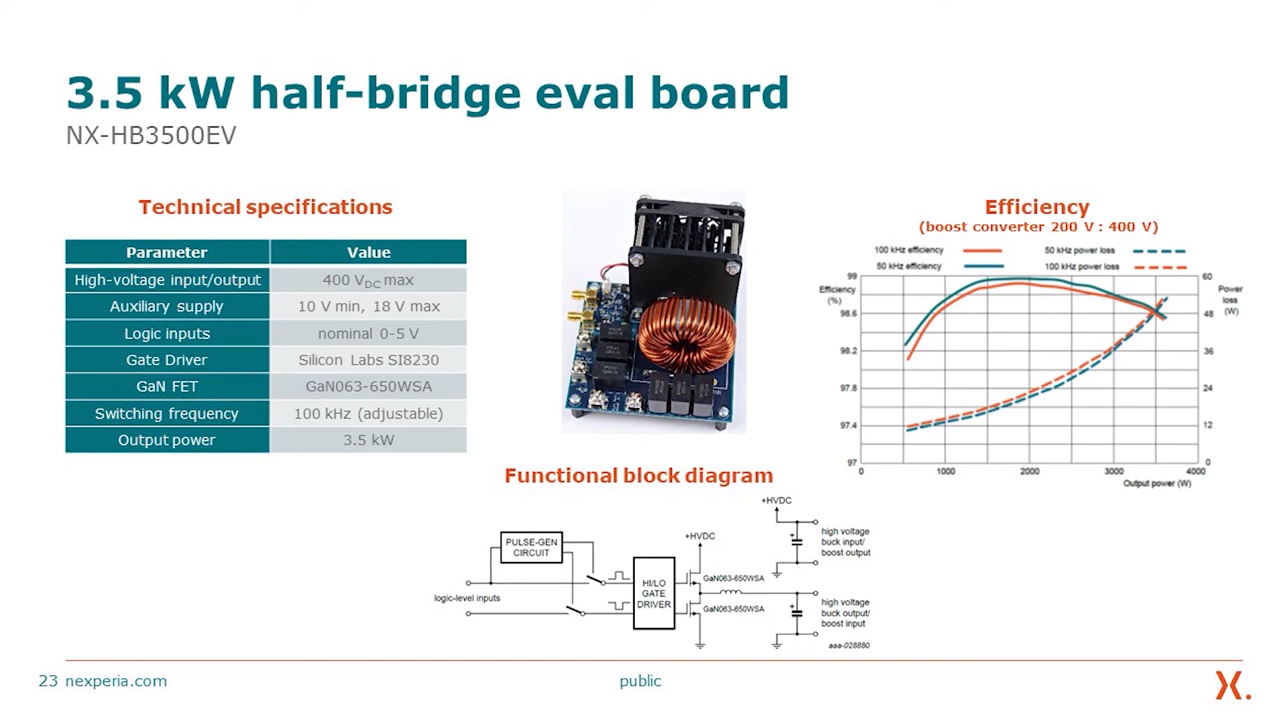 3.5 kW half-bridge eval board
NX-HB3500EV
Technical specifications
Parameter Value
High-voltage input/output 400 VDC max
Auxiliary supply 10 V min, 18 V max
Logic inputs nominal 0-5 V
Gate Driver Silicon Labs SI8230
GaN FET GaN063-650WSA
Switching frequency 100 kHz (adjustable)
Output power 3.5 kW
Efficiency
(boost converter 200 V : 400 V)
100 kHz efficiency 50 kHz power loss
50 kHz efficiency 100 kHz power loss
Efficiency
(%)
99
98.6
98.2
97.8
97.4
97
Power
loss
(W)
60
48
36
24
12
0
0 1000 2000 3000 4000
Output power (W)
Functional block diagram
PULSE-GEN
CIRCUIT
logic-level inputs
HI/LO
GATE
DRIVER
+HVDC
GaN063-650WSA
GaN063-650WSA
+HVDC
+
high voltage
buck input/
boost output
+
high voltage
buck output/
boost input
aaa-028880
23 nexperia.com
public